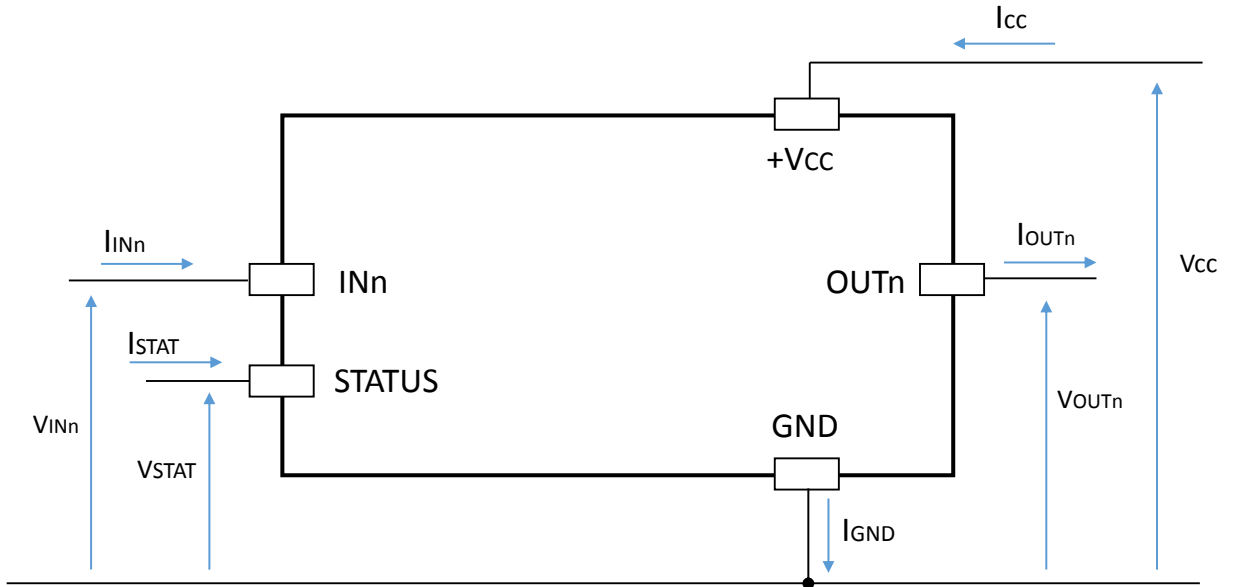 ICC
+VCC
IINn
IOUTn
VCC
INn
OUTn
ISTAT
STATUS
VOUTn
VINn
GND
VSTAT
IGND